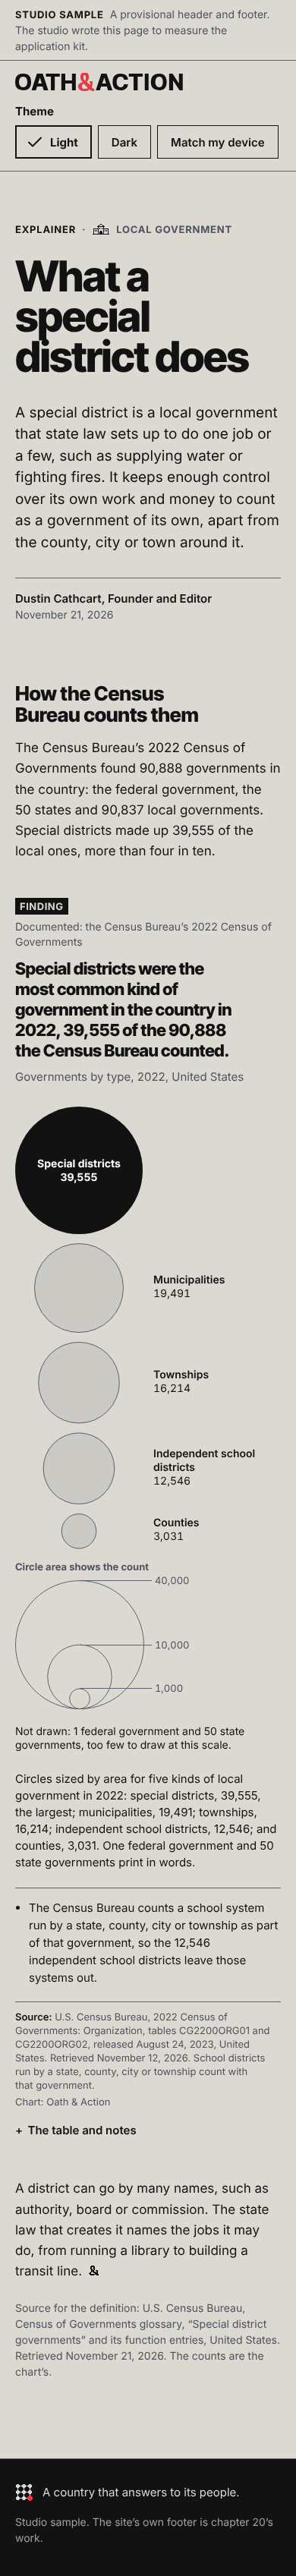 STUDIO SAMPLE A provisional header and footer.
The studio wrote this page to measure the
application kit.
OATH&ACTION
Theme
Light
Dark
Match my device
EXPLAINER · LOCAL GOVERNMENT
What a
special
district does
A special district is a local government
that state law sets up to do one job or
a few, such as supplying water or
fighting fires. It keeps enough control
over its own work and money to count
as a government of its own, apart from
the county, city or town around it.
Dustin Cathcart, Founder and Editor
November 21, 2026
How the Census
Bureau counts them
The Census Bureau’s 2022 Census of
Governments found 90,888 governments in
the country: the federal government, the
50 states and 90,837 local governments.
Special districts made up 39,555 of the
local ones, more than four in ten.
FINDING
Documented: the Census Bureau’s 2022 Census of
Governments
Special districts were the
most common kind of
government in the country in
2022, 39,555 of the 90,888
the Census Bureau counted.
Governments by type, 2022, United States
Special districts
39,555
Municipalities
19,491
Townships
16,214
Independent school
districts
12,546
Counties
3,031
Circle area shows the count
40,000
10,000
1,000
Not drawn: 1 federal government and 50 state
governments, too few to draw at this scale.
Circles sized by area for five kinds of local
government in 2022: special districts, 39,555,
the largest; municipalities, 19,491; townships,
16,214; independent school districts, 12,546; and
counties, 3,031. One federal government and 50
state governments print in words.
• The Census Bureau counts a school system
run by a state, county, city or township as part
of that government, so the 12,546
independent school districts leave those
systems out.
Source: U.S. Census Bureau, 2022 Census of
Governments: Organization, tables CG2200ORG01 and
CG2200ORG02, released August 24, 2023, United
States. Retrieved November 12, 2026. School districts
run by a state, county, city or township count with
that government.
Chart: Oath & Action
+ The table and notes
A district can go by many names, such as
authority, board or commission. The state
law that creates it names the jobs it may
do, from running a library to building a
transit line. &
Source for the definition: U.S. Census Bureau,
Census of Governments glossary, “Special district
governments” and its function entries, United States.
Retrieved November 21, 2026. The counts are the
chart’s.
A country that answers to its people.
Studio sample. The site’s own footer is chapter 20’s
work.